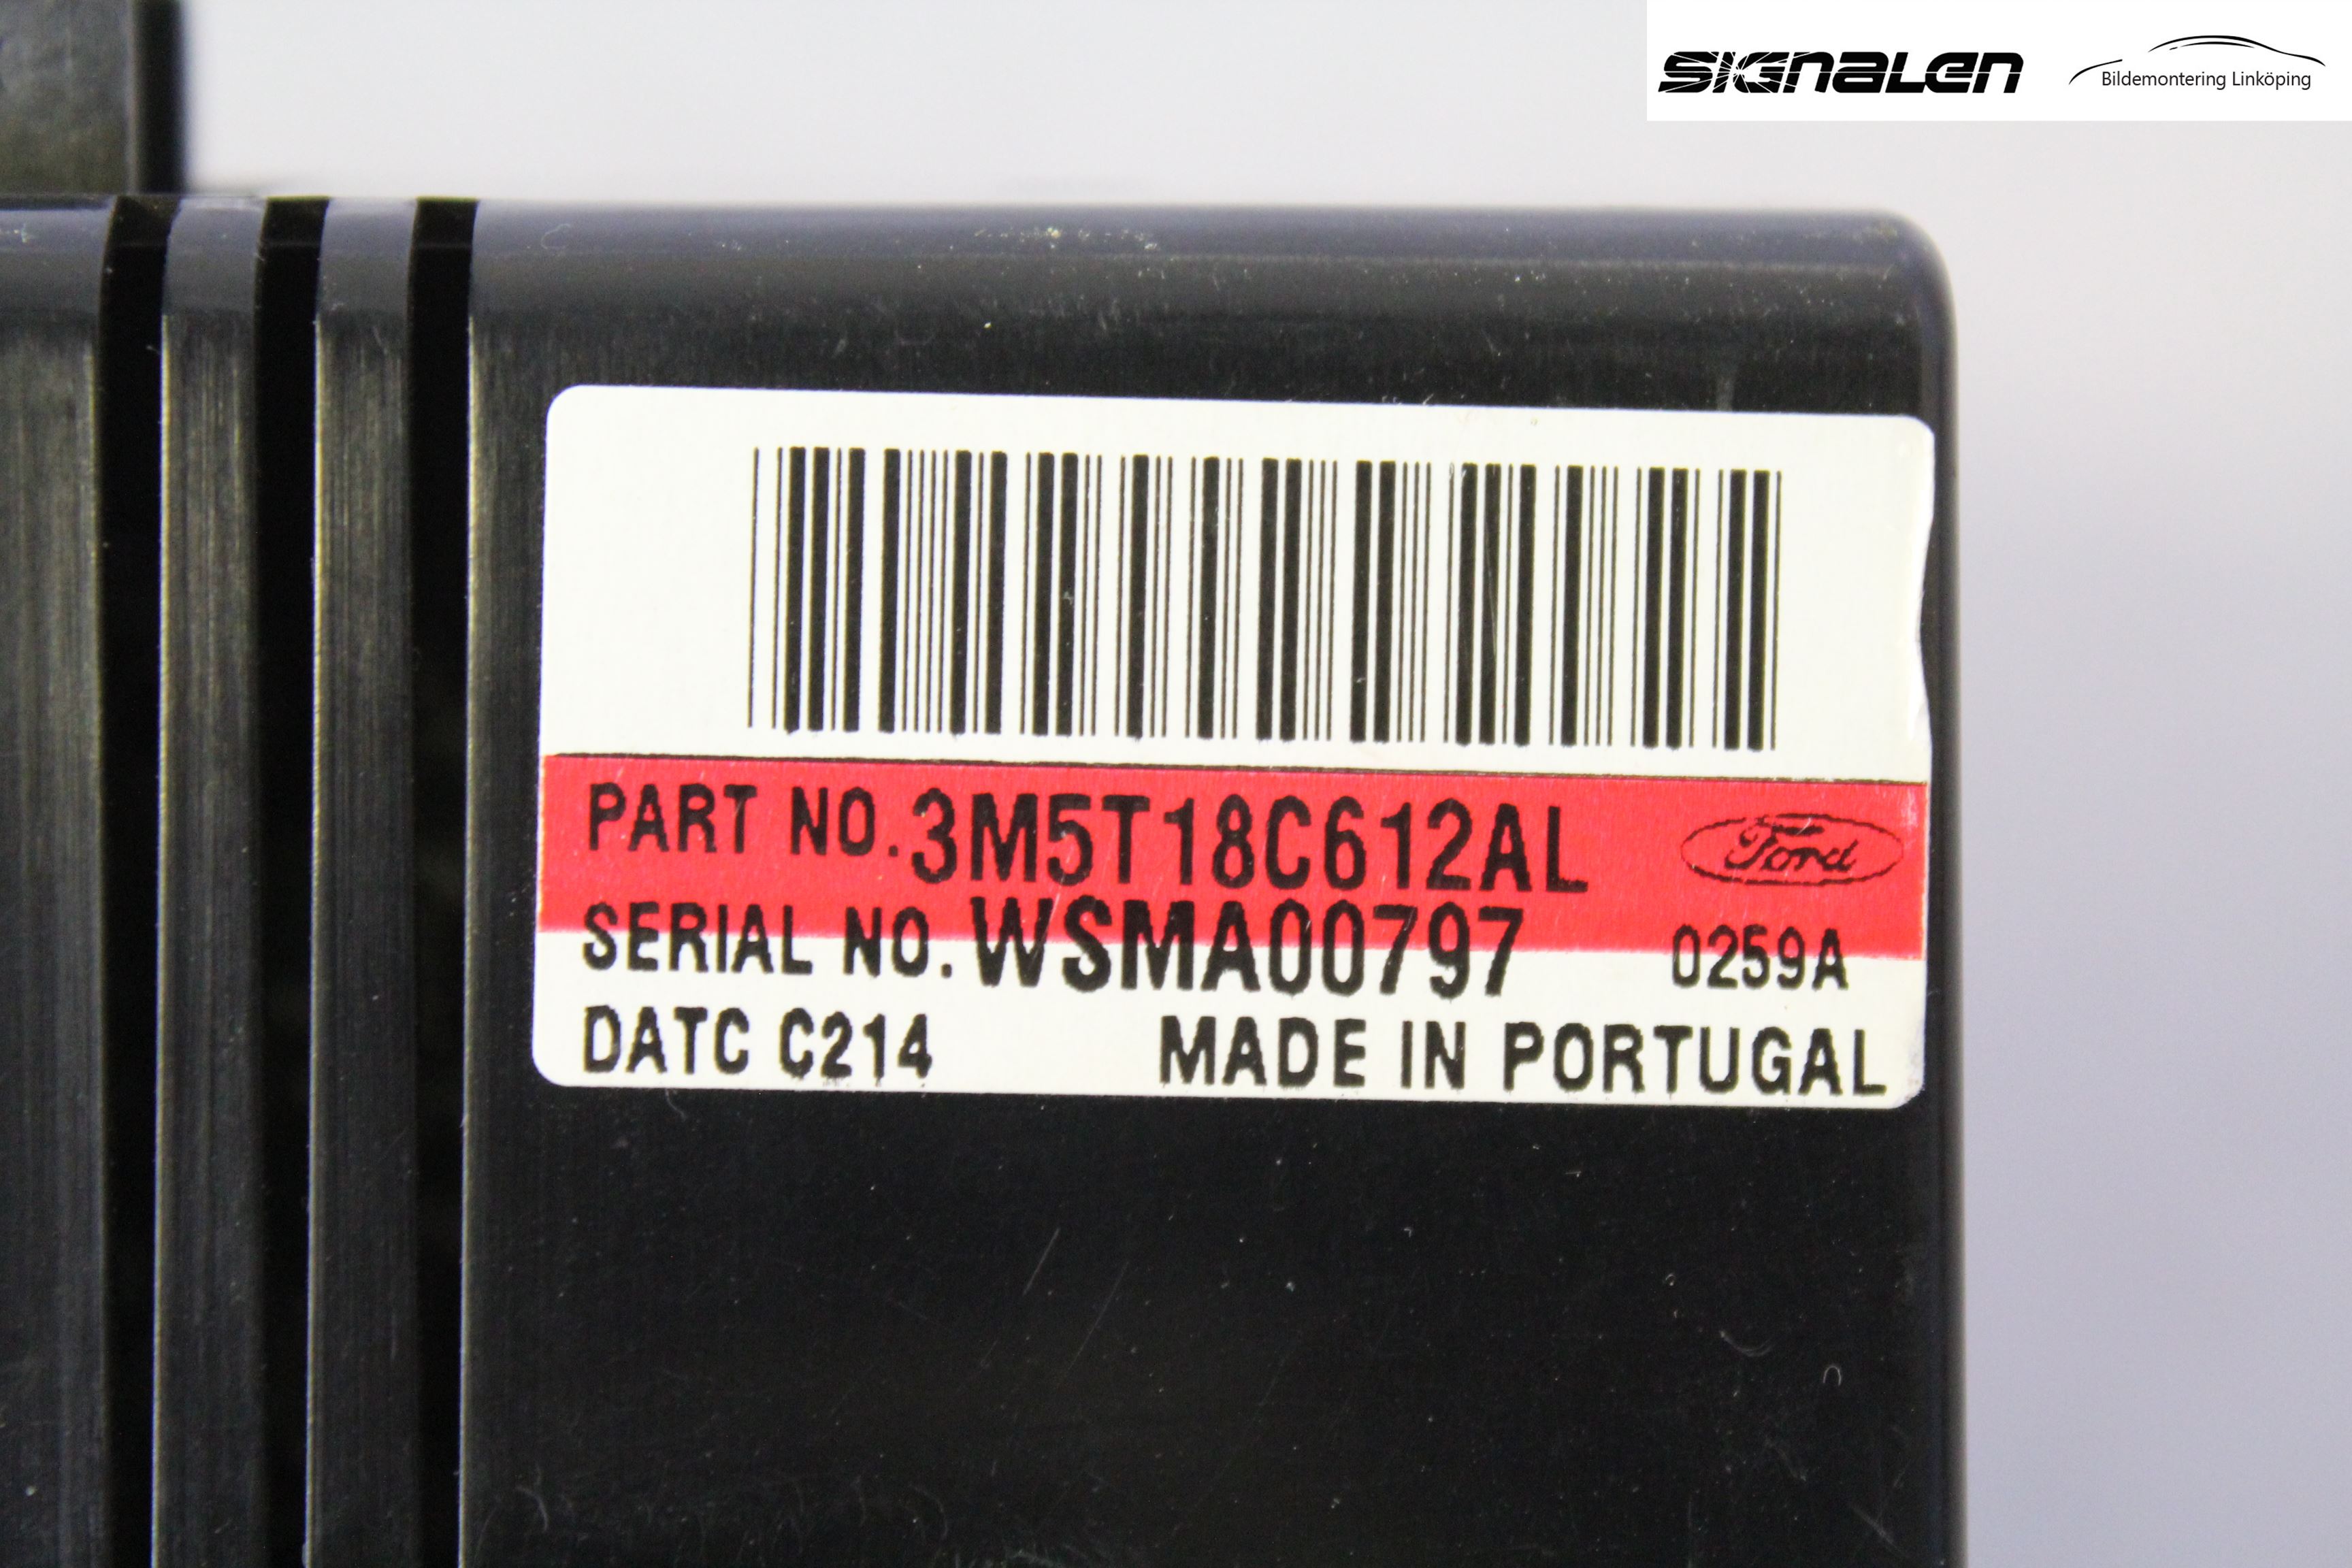 SIGNALEN
Bildemontering Linköping
PART NO. 3M5T18C612AL
Ford
SERIAL NO. WSMA00797 0259A
DATC C214 MADE IN PORTUGAL